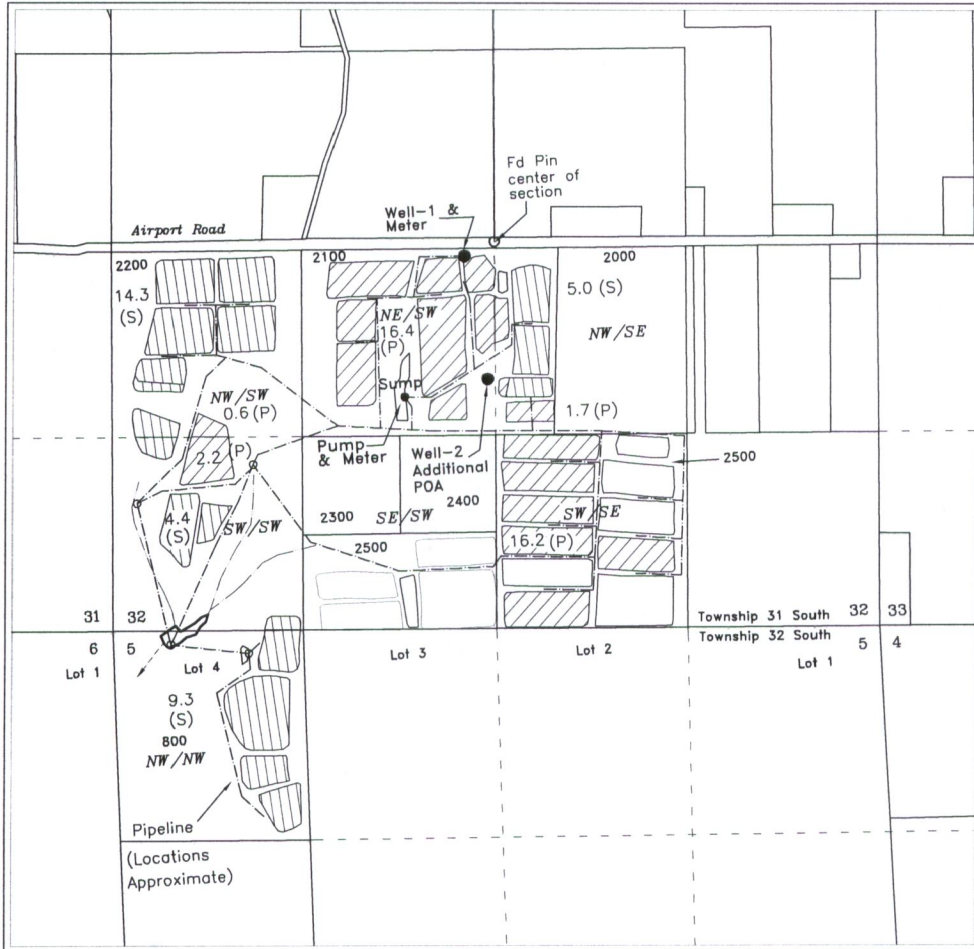 Fd Pin
center of
section
Well-1 &
Meter
Airport Road
2200
2100
2000
14.3
(S)
5.0 (S)
NE/SW
16.4
(P)
NW/SE
Sump
NW/SW
0.6 (P)
1.7 (P)
2.2 (P)
Pump
& Meter
Well-2
Additional
POA
2500
2400
4.4
(S)
SW/SW
2300
SE/SW
SW/SE
2500
16.2 (P)
31
32
Township 31 South
32
33
6
5
Township 32 South
5
4
Lot 1
Lot 4
Lot 3
Lot 2
Lot 1
9.3
(S)
800
NW/NW
Pipeline
(Locations
Approximate)